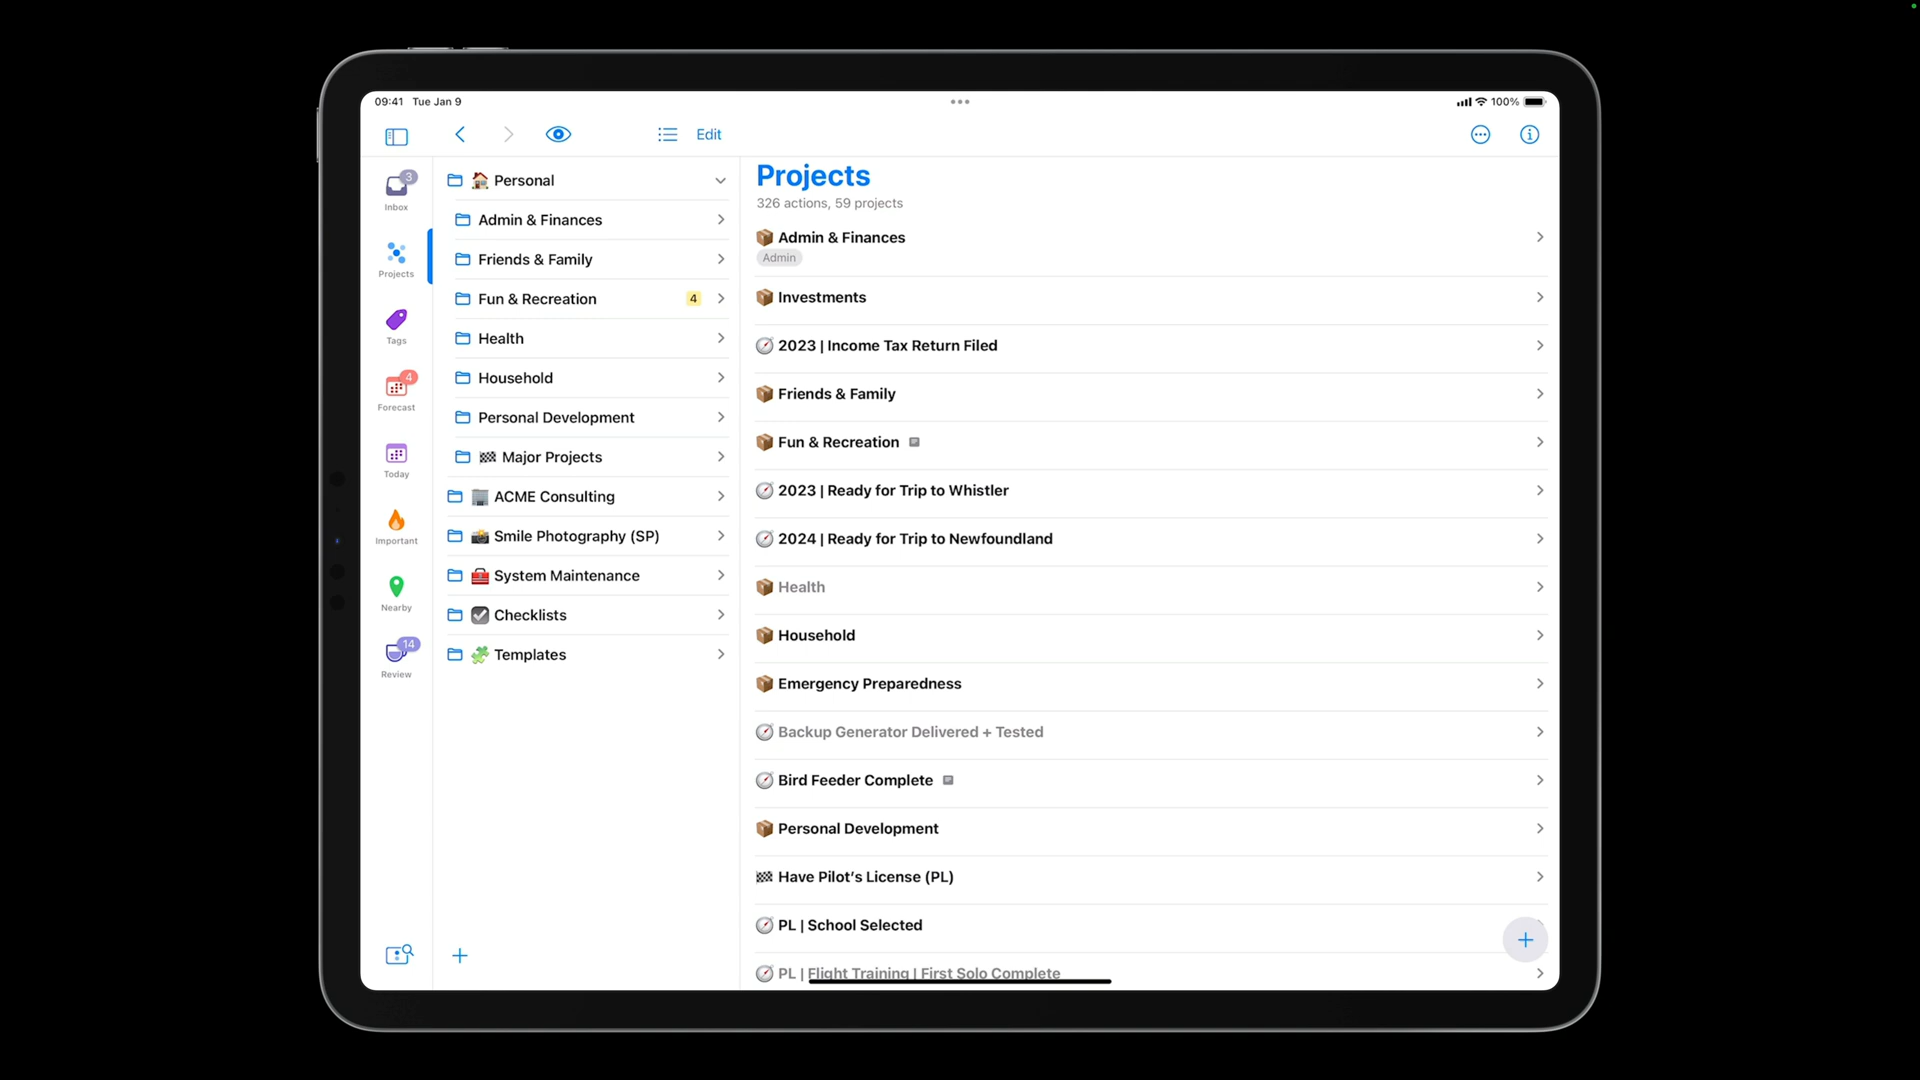 09:41 Tue Jan 9
100%
Edit
3
Inbox
Projects
Tags
4
Forecast
Today
Important
Nearby
14
Review
Personal
Admin & Finances
Friends & Family
Fun & Recreation 4
Health
Household
Personal Development
Major Projects
ACME Consulting
Smile Photography (SP)
System Maintenance
Checklists
Templates
Projects
326 actions, 59 projects
Admin & Finances
Admin
Investments
2023 | Income Tax Return Filed
Friends & Family
Fun & Recreation
2023 | Ready for Trip to Whistler
2024 | Ready for Trip to Newfoundland
Health
Household
Emergency Preparedness
Backup Generator Delivered + Tested
Bird Feeder Complete
Personal Development
Have Pilot’s License (PL)
PL | School Selected
PL | Flight Training | First Solo Complete